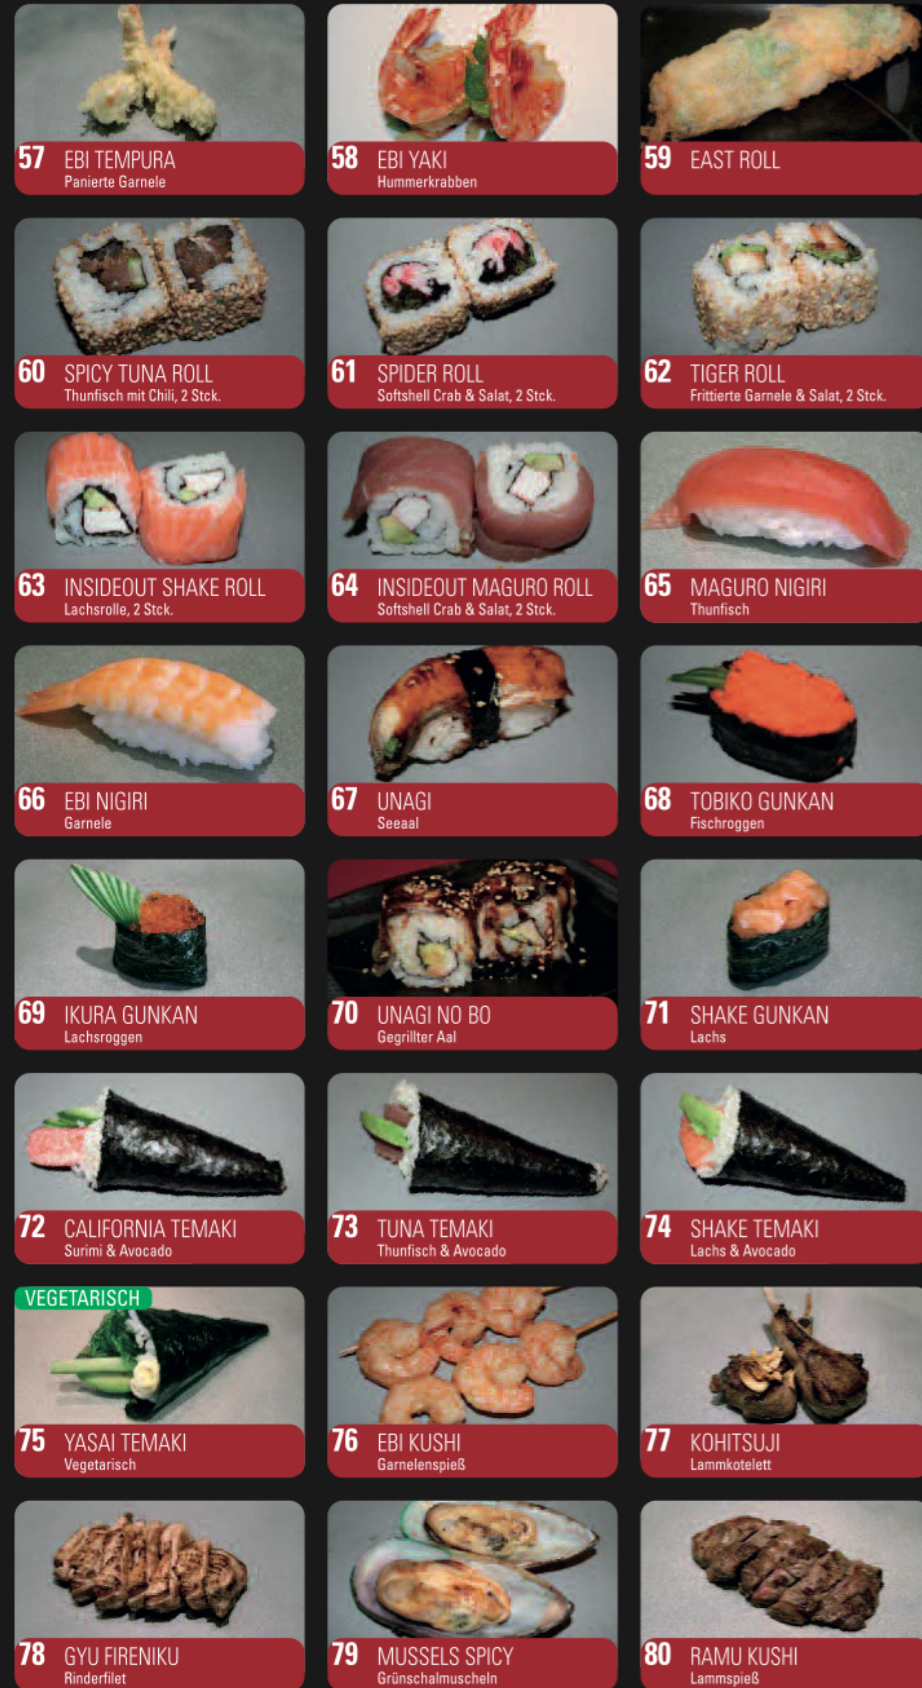 57 EBI TEMPURA
Panierte Garnele
58 EBI YAKI
Hummerkrabben
59 EAST ROLL
60 SPICY TUNA ROLL
Thunfisch mit Chili, 2 Stck.
61 SPIDER ROLL
Softshell Crab & Salat, 2 Stck.
62 TIGER ROLL
Frittierte Garnele & Salat, 2 Stck.
63 INSIDEOUT SHAKE ROLL
Lachsrolle, 2 Stck.
64 INSIDEOUT MAGURO ROLL
Softshell Crab & Salat, 2 Stck.
65 MAGURO NIGIRI
Thunfisch
66 EBI NIGIRI
Garnele
67 UNAGI
Seeaal
68 TOBIKO GUNKAN
Fischroggen
69 IKURA GUNKAN
Lachsroggen
70 UNAGI NO BO
Gegrillter Aal
71 SHAKE GUNKAN
Lachs
72 CALIFORNIA TEMAKI
Surimi & Avocado
73 TUNA TEMAKI
Thunfisch & Avocado
74 SHAKE TEMAKI
Lachs & Avocado
VEGETARISCH
75 YASAI TEMAKI
Vegetarisch
76 EBI KUSHI
Garnelenspieß
77 KOHITSUJI
Lammkotelett
78 GYU FIRENIKU
Rinderfilet
79 MUSSELS SPICY
Grünschalmuscheln
80 RAMU KUSHI
Lammspieß